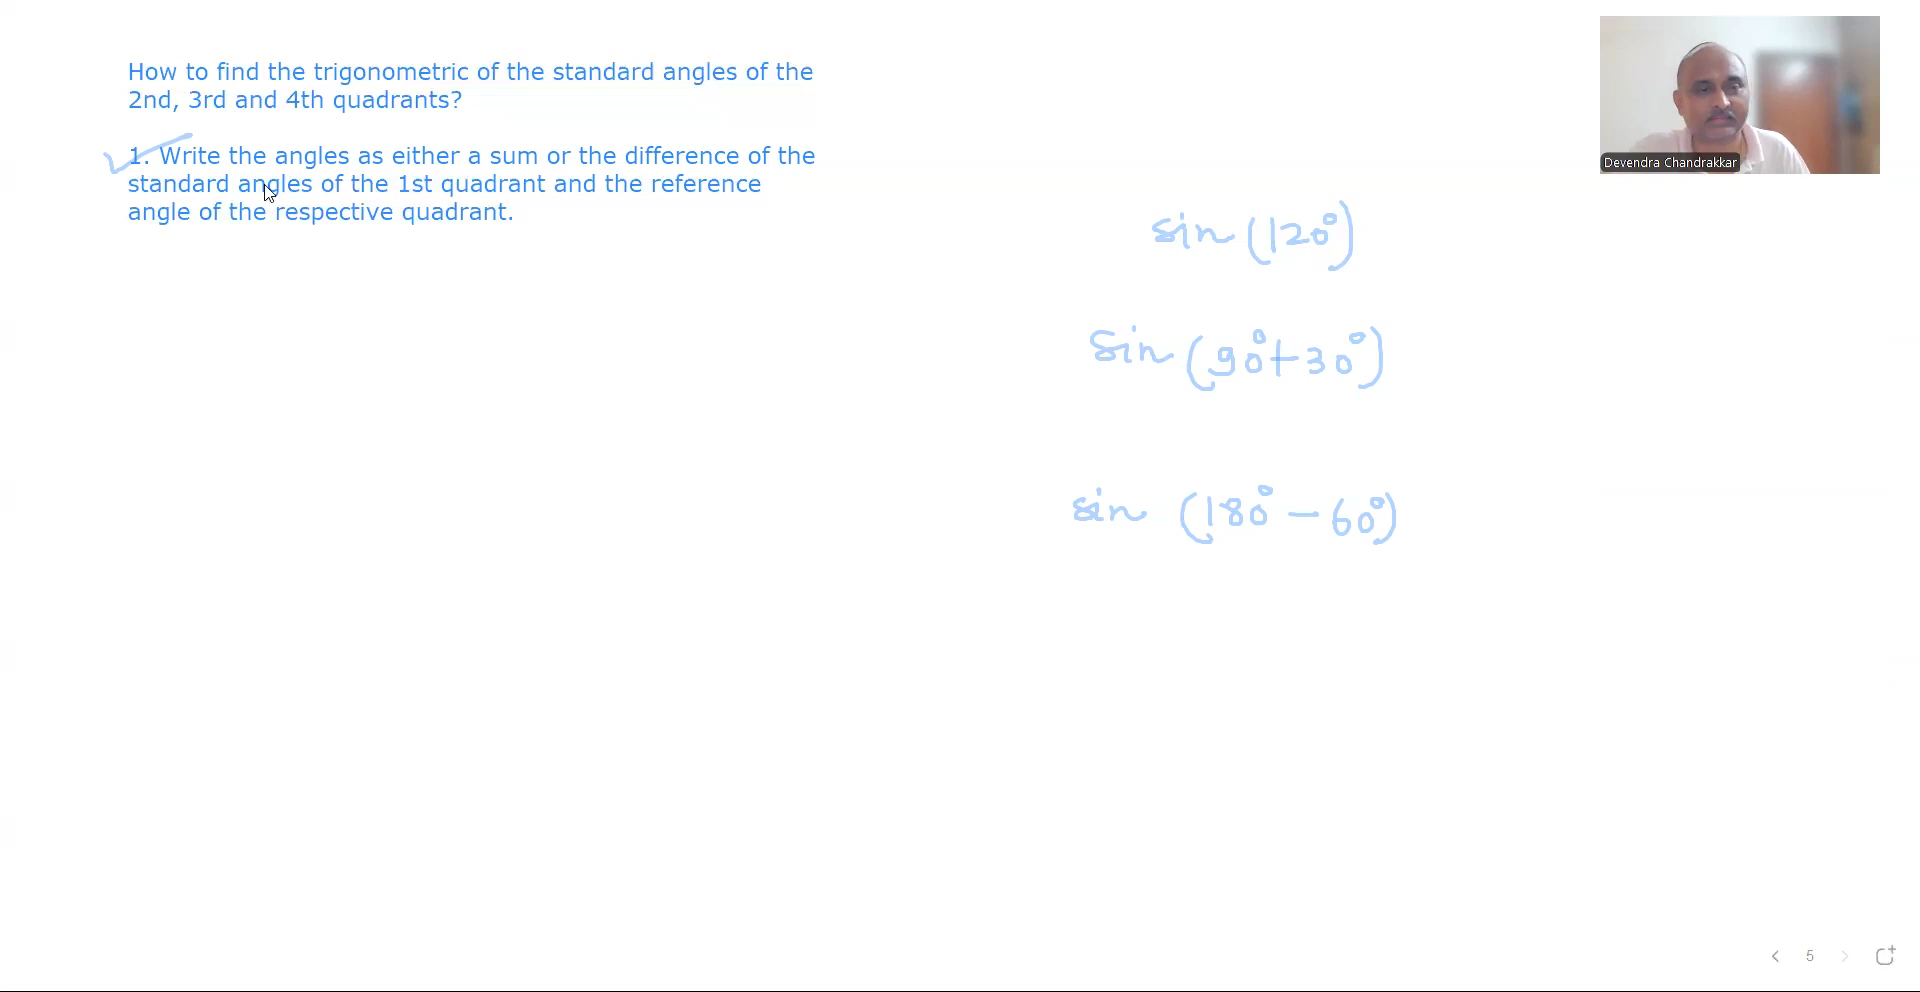 How to find the trigonometric of the standard angles of the
2nd, 3rd and 4th quadrants?
1. Write the angles as either a sum or the difference of the
standard angles of the 1st quadrant and the reference
angle of the respective quadrant.
Devendra Chandrakkar
sin (120°)
Sin (90°+30°)
sin (180° - 60°)
5